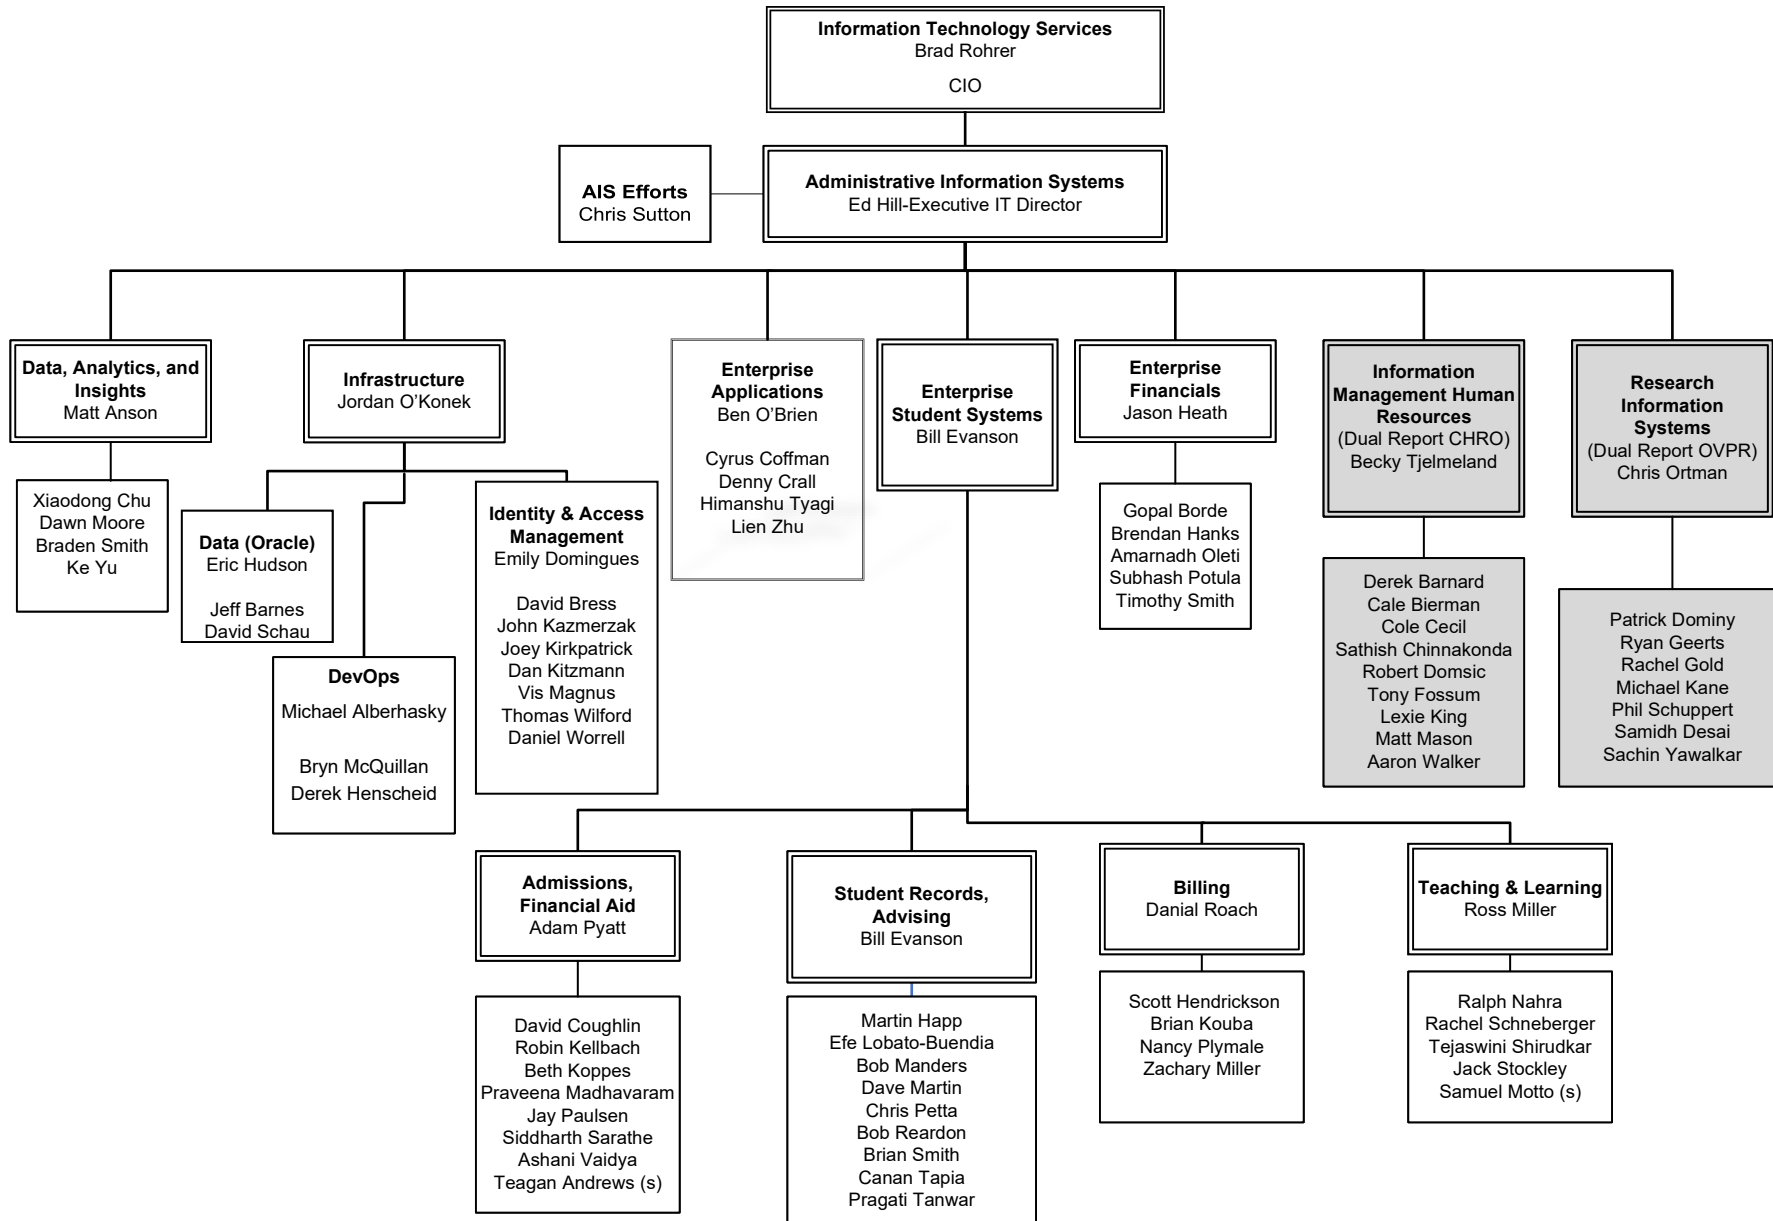 Information Technology Services
Brad Rohrer
CIO
AIS Efforts
Chris Sutton
Administrative Information Systems
Ed Hill-Executive IT Director
Data, Analytics, and
Insights
Matt Anson
Xiaodong Chu
Dawn Moore
Braden Smith
Ke Yu
Infrastructure
Jordan O’Konek
Data (Oracle)
Eric Hudson
Jeff Barnes
David Schau
DevOps
Michael Alberhasky
Bryn McQuillan
Derek Henscheid
Identity & Access
Management
Emily Domingues
David Bress
John Kazmerzak
Joey Kirkpatrick
Dan Kitzmann
Vis Magnus
Thomas Wilford
Daniel Worrell
Enterprise
Applications
Ben O’Brien
Cyrus Coffman
Denny Crall
Himanshu Tyagi
Lien Zhu
Enterprise
Student Systems
Bill Evanson
Enterprise
Financials
Jason Heath
Gopal Borde
Brendan Hanks
Amarnadh Oleti
Subhash Potula
Timothy Smith
Information
Management Human
Resources
(Dual Report CHRO)
Becky Tjelmeland
Derek Barnard
Cale Bierman
Cole Cecil
Sathish Chinnakonda
Robert Domsic
Tony Fossum
Lexie King
Matt Mason
Aaron Walker
Research
Information
Systems
(Dual Report OVPR)
Chris Ortman
Patrick Dominy
Ryan Geerts
Rachel Gold
Michael Kane
Phil Schuppert
Samidh Desai
Sachin Yawalkar
Admissions,
Financial Aid
Adam Pyatt
David Coughlin
Robin Kellbach
Beth Koppes
Praveena Madhavaram
Jay Paulsen
Siddharth Sarathe
Ashani Vaidya
Teagan Andrews (s)
Student Records,
Advising
Bill Evanson
Martin Happ
Efe Lobato-Buendia
Bob Manders
Dave Martin
Chris Petta
Bob Reardon
Brian Smith
Canan Tapia
Pragati Tanwar
Billing
Danial Roach
Scott Hendrickson
Brian Kouba
Nancy Plymale
Zachary Miller
Teaching & Learning
Ross Miller
Ralph Nahra
Rachel Schneberger
Tejaswini Shirudkar
Jack Stockley
Samuel Motto (s)